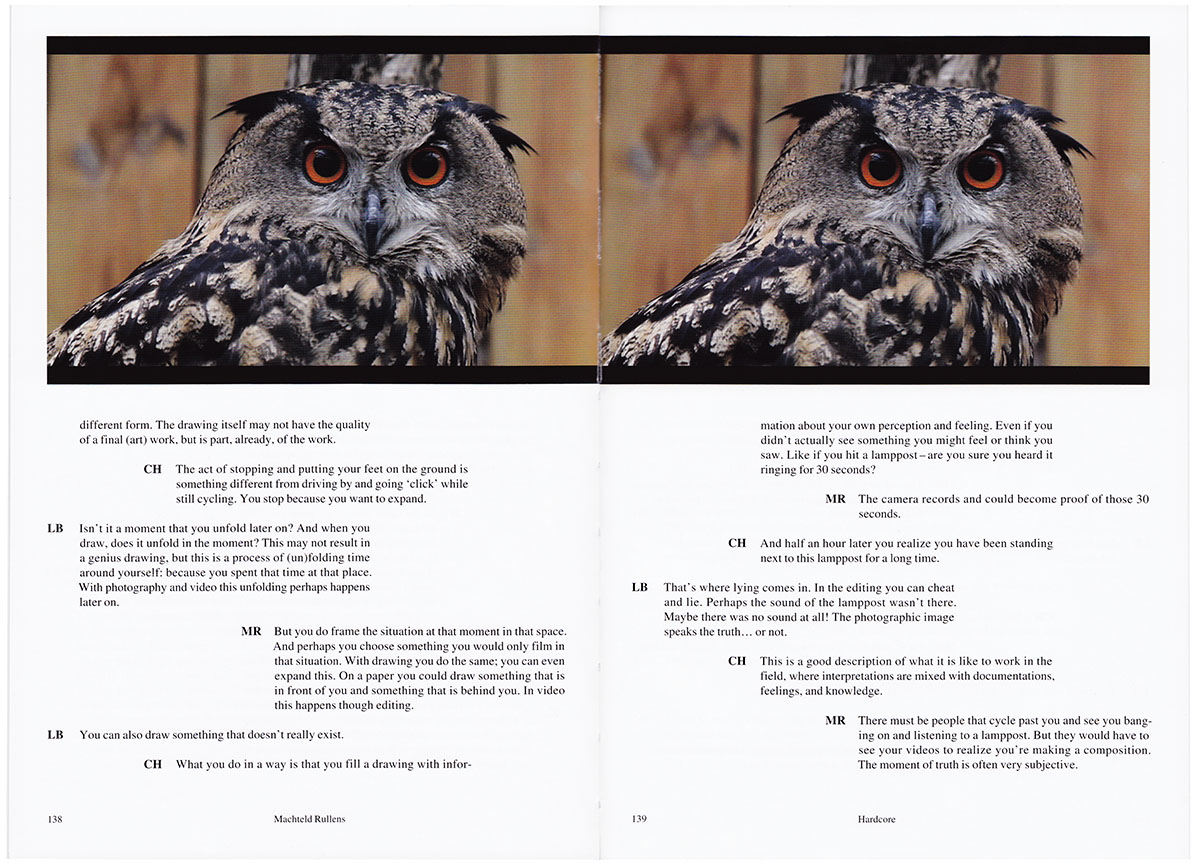 different form. The drawing itself may not have the quality
of a final (art) work, but is part, already, of the work.
CH The act of stopping and putting your feet on the ground is
something different from driving by and going ‘click’ while
still cycling. You stop because you want to expand.
LB Isn’t it a moment that you unfold later on? And when you
draw, does it unfold in the moment? This may not result in
a genius drawing, but this is a process of (un)folding time
around yourself: because you spent that time at that place.
With photography and video this unfolding perhaps happens
later on.
MR But you do frame the situation at that moment in that space.
And perhaps you choose something you would only film in
that situation. With drawing you do the same; you can even
expand this. On a paper you could draw something that is
in front of you and something that is behind you. In video
this happens though editing.
LB You can also draw something that doesn’t really exist.
CH What you do in a way is that you fill a drawing with infor-
138 Machteld Rullens
mation about your own perception and feeling. Even if you
didn’t actually see something you might feel or think you
saw. Like if you hit a lamppost – are you sure you heard it
ringing for 30 seconds?
MR The camera records and could become proof of those 30
seconds.
CH And half an hour later you realize you have been standing
next to this lamppost for a long time.
LB That’s where lying comes in. In the editing you can cheat
and lie. Perhaps the sound of the lamppost wasn’t there.
Maybe there was no sound at all! The photographic image
speaks the truth… or not.
CH This is a good description of what it is like to work in the
field, where interpretations are mixed with documentations,
feelings, and knowledge.
MR There must be people that cycle past you and see you bang-
ing on and listening to a lamppost. But they would have to
see your videos to realize you’re making a composition.
The moment of truth is often very subjective.
139 Hardcore